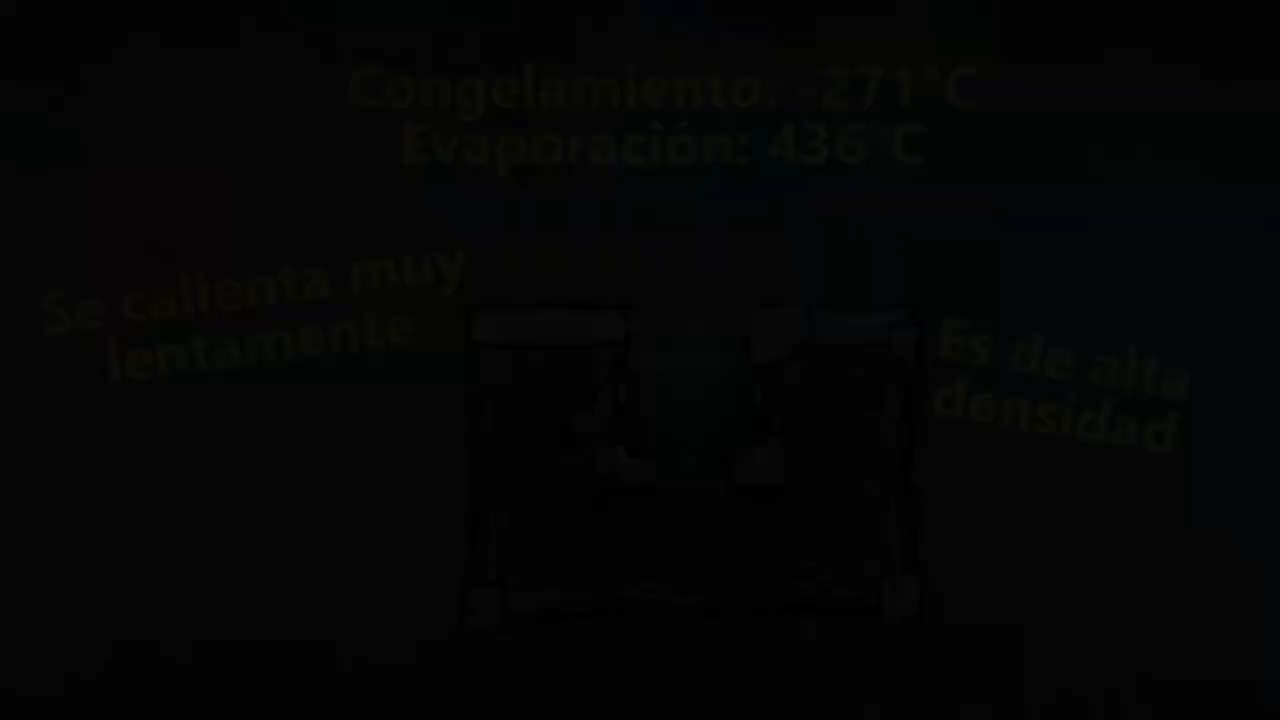 Congelamiento: -271°C
Evaporación: 436°C
Se calienta muy
lentamente
Es de alta
densidad